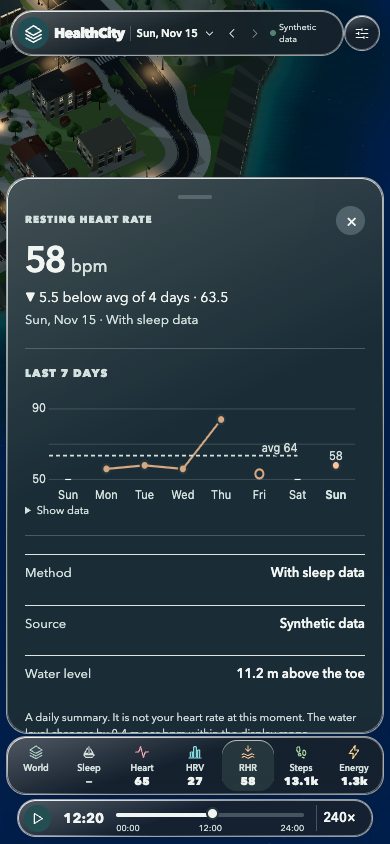 HealthCity
Sun, Nov 15
Synthetic
data
RESTING HEART RATE
58 bpm
▼ 5.5 below avg of 4 days · 63.5
Sun, Nov 15 · With sleep data
LAST 7 DAYS
90
avg 64
58
50
Sun Mon Tue Wed Thu Fri Sat Sun
Show data
Method With sleep data
Source Synthetic data
Water level 11.2 m above the toe
A daily summary. It is not your heart rate at this moment. The water
World Sleep Heart HRV RHR Steps Energy
– 65 27 58 13.1k 1.3k
12:20
00:00 12:00 24:00
240×